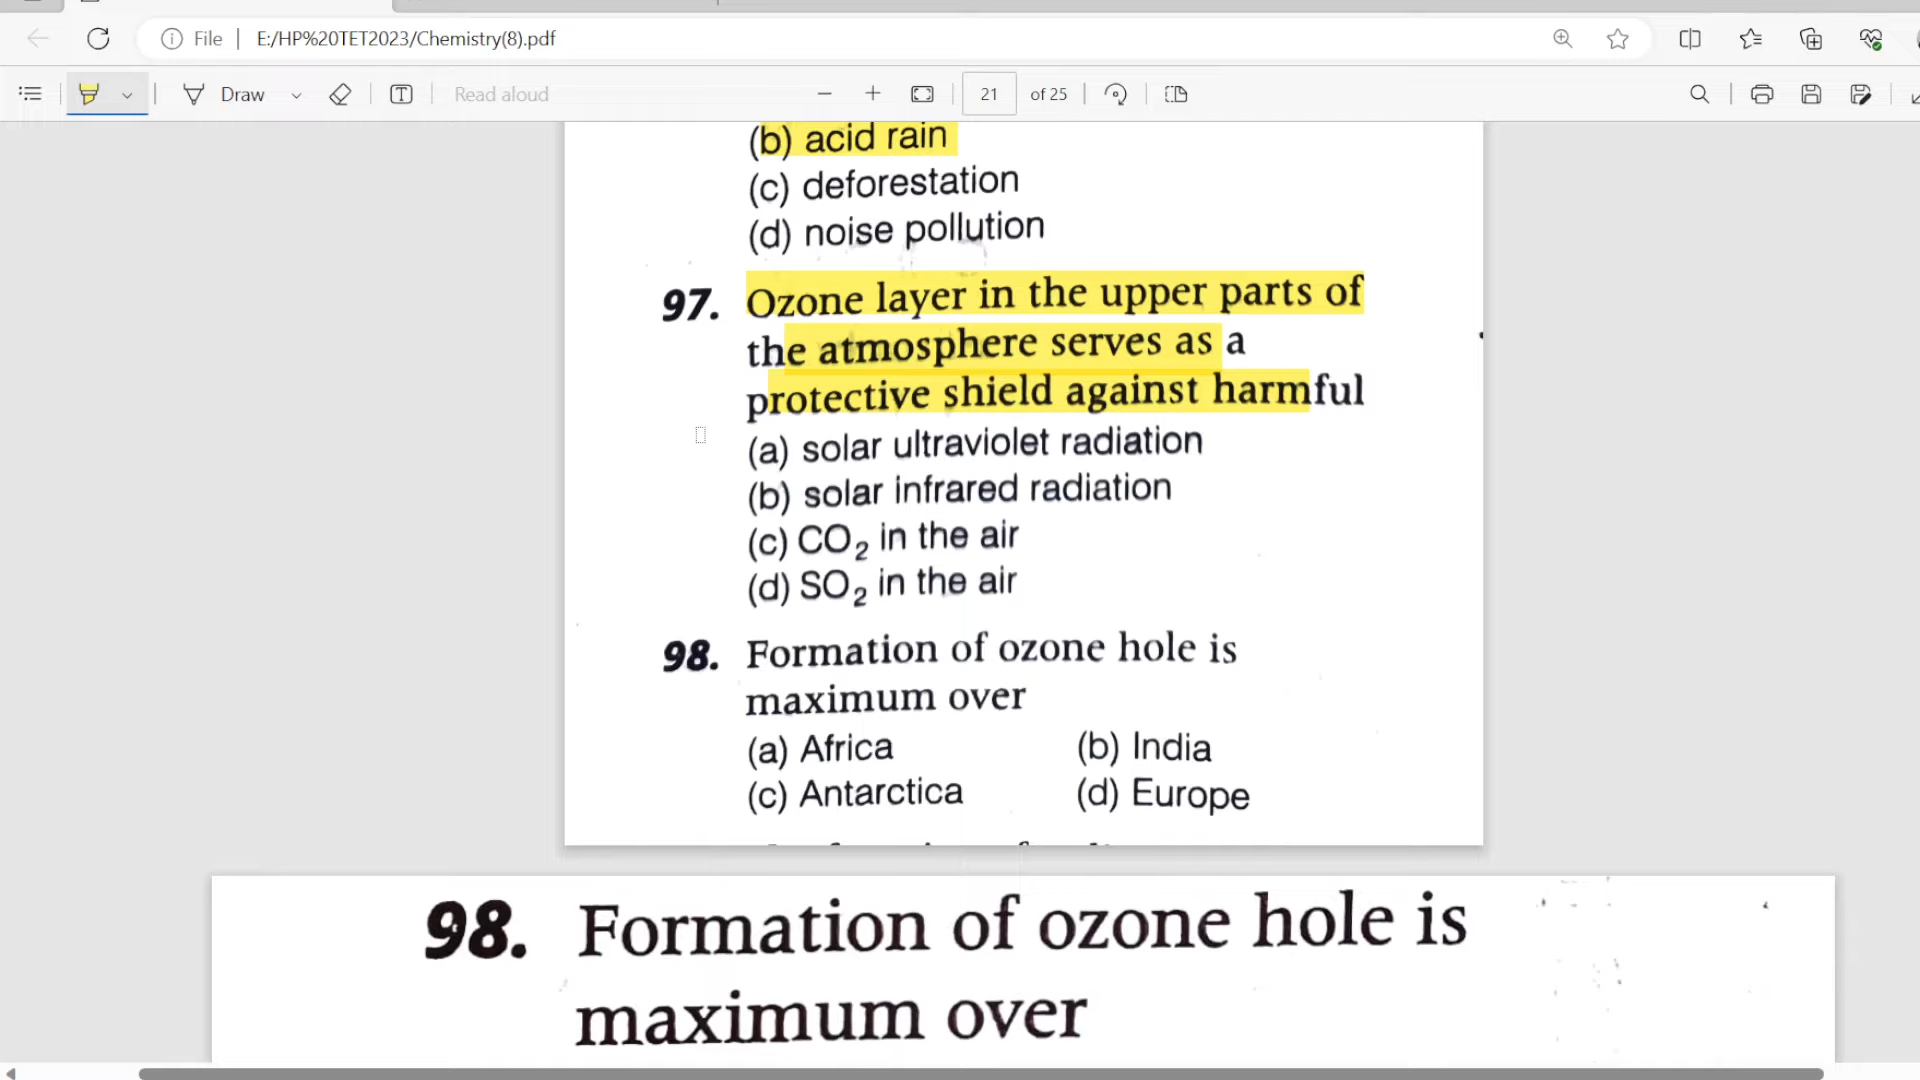 File | E:/HP%20TET2023/Chemistry(8).pdf
Draw Read aloud 21 of 25
(b) acid rain
(c) deforestation
(d) noise pollution
97. Ozone layer in the upper parts of
the atmosphere serves as a
protective shield against harmful
(a) solar ultraviolet radiation
(b) solar infrared radiation
(c) CO₂ in the air
(d) SO₂ in the air
98. Formation of ozone hole is
maximum over
(a) Africa (b) India
(c) Antarctica (d) Europe
98. Formation of ozone hole is
maximum over